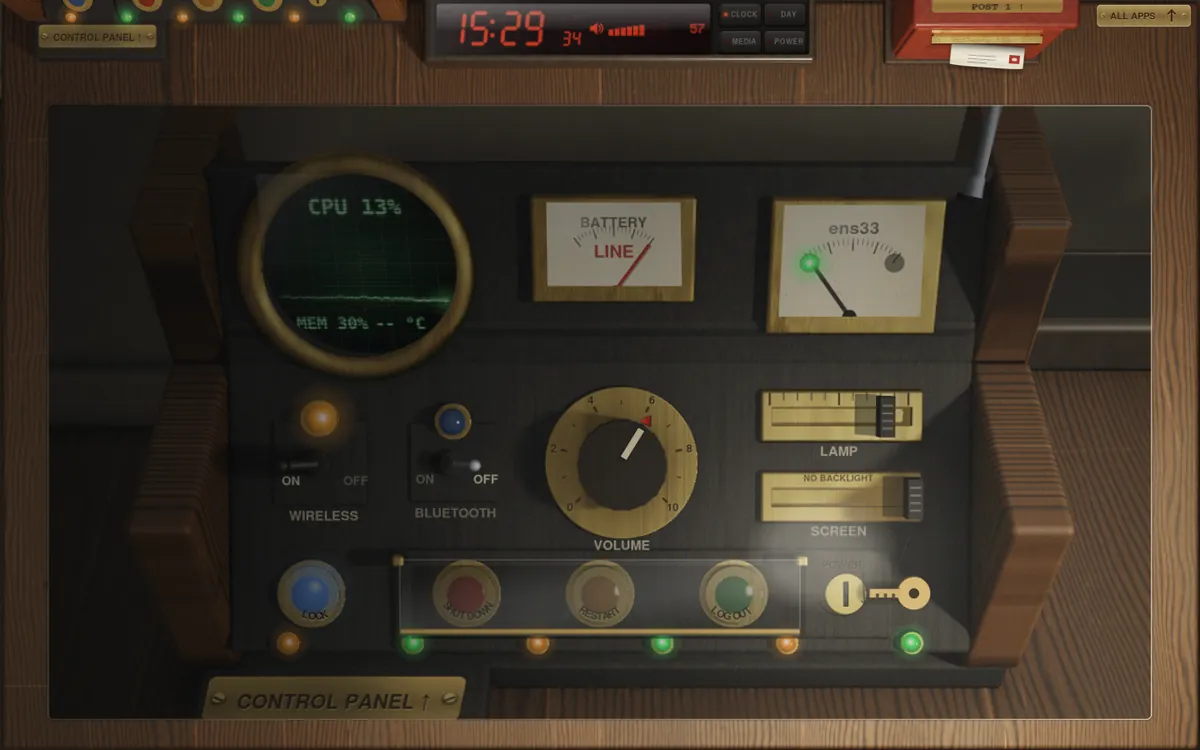 CONTROL PANEL ↑
15:29
34
57
CLOCK
DAY
MEDIA
POWER
POST 1 !
ALL APPS ↑
CPU 13%
MEM 30% -- °C
BATTERY
LINE
ens33
ON
OFF
WIRELESS
ON
OFF
BLUETOOTH
0
2
4
6
8
10
VOLUME
LAMP
NO BACKLIGHT
SCREEN
LOCK
SHUT DOWN
RESTART
LOG OUT
CONTROL PANEL ↑